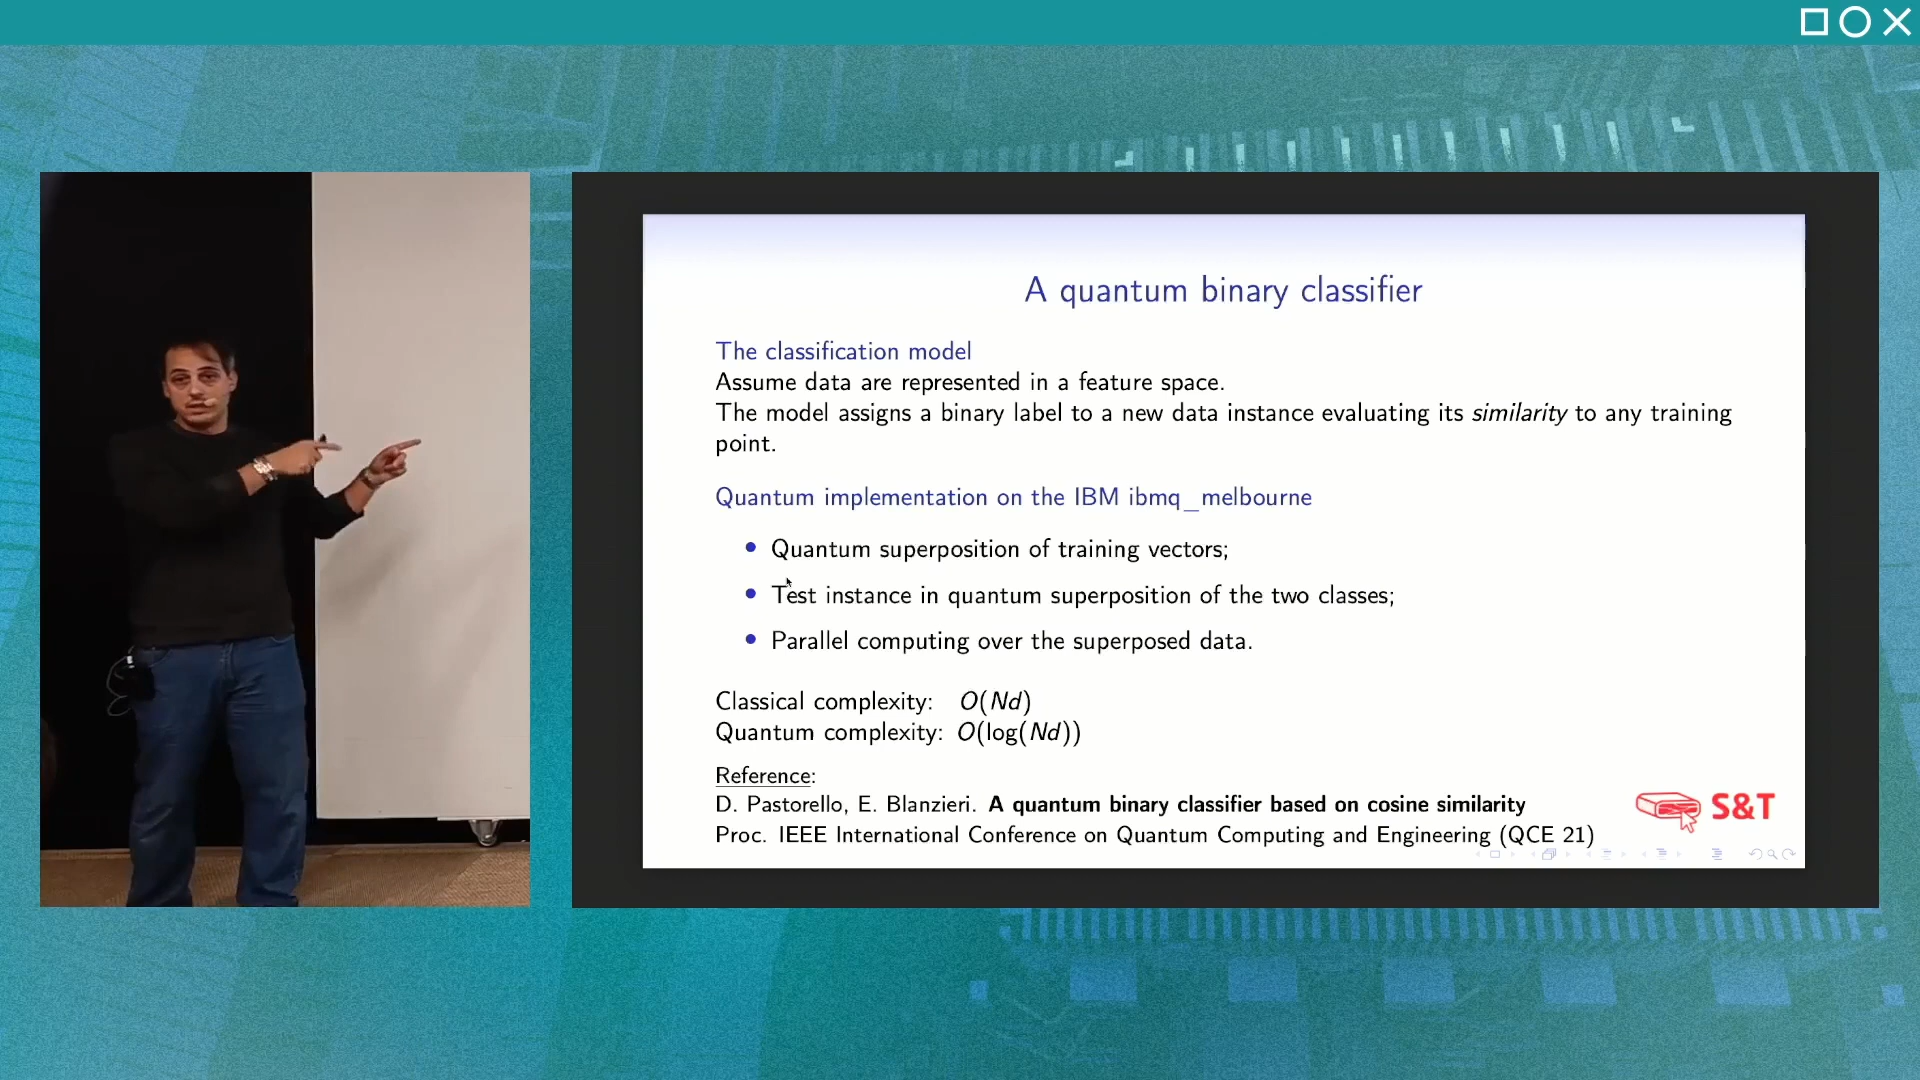 A quantum binary classifier
The classification model
Assume data are represented in a feature space.
The model assigns a binary label to a new data instance evaluating its similarity to any training
point.
Quantum implementation on the IBM ibmq_melbourne
• Quantum superposition of training vectors;
• Test instance in quantum superposition of the two classes;
• Parallel computing over the superposed data.
Classical complexity: O(Nd)
Quantum complexity: O(log(Nd))
Reference:
D. Pastorello, E. Blanzieri. A quantum binary classifier based on cosine similarity
Proc. IEEE International Conference on Quantum Computing and Engineering (QCE 21)
S&T